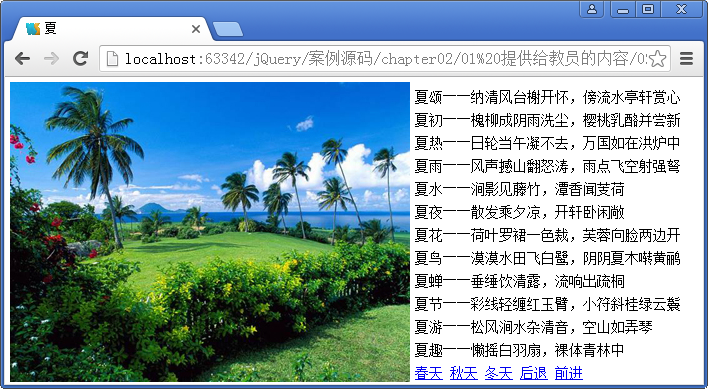 夏
localhost:63342/jQuery/案例源码/chapter02/01%20提供给教员的内容/0
夏颂——纳清风台榭开怀，傍流水亭轩赏心
夏初——槐柳成阴雨洗尘，樱桃乳酪并尝新
夏热——日轮当午凝不去，万国如在洪炉中
夏雨——风声撼山翻怒涛，雨点飞空射强弩
夏水——涧影见藤竹，潭香闻芰荷
夏夜——散发乘夕凉，开轩卧闲敞
夏花——荷叶罗裙一色裁，芙蓉向脸两边开
夏鸟——漠漠水田飞白鹭，阴阴夏木啭黄鹂
夏蝉——垂緌饮清露，流响出疏桐
夏节——彩线轻缠红玉臂，小符斜挂绿云鬟
夏游——松风涧水杂清音，空山如弄琴
夏趣——懒摇白羽扇，裸体青林中
春天 秋天 冬天 后退 前进